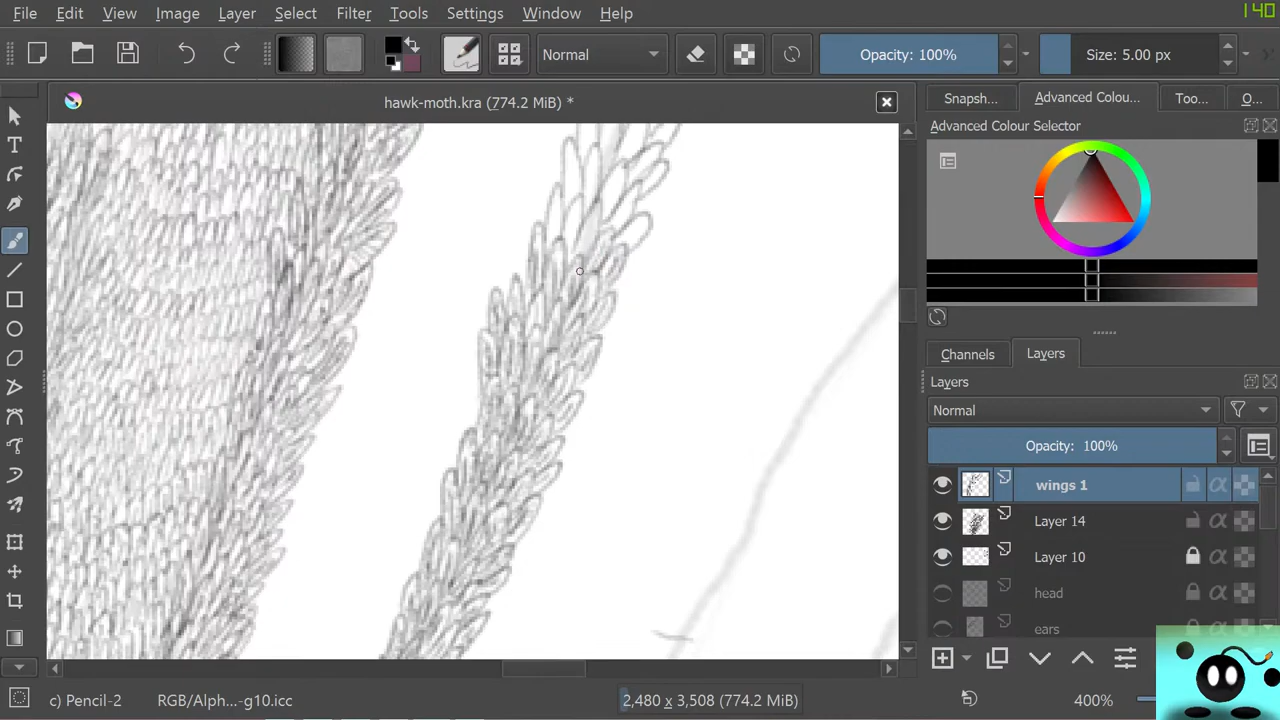 File Edit View Image Layer Select Filter Tools Settings Window Help
140
Normal
Opacity: 100%
Size: 5.00 px
hawk-moth.kra (774.2 MiB) *
Snapsh... Advanced Colou... Too... O...
Advanced Colour Selector
Channels Layers
Layers
Normal
Opacity: 100%
wings 1
Layer 14
Layer 10
head
ears
c) Pencil-2 RGB/Alph...-g10.icc 2,480 x 3,508 (774.2 MiB) 400%